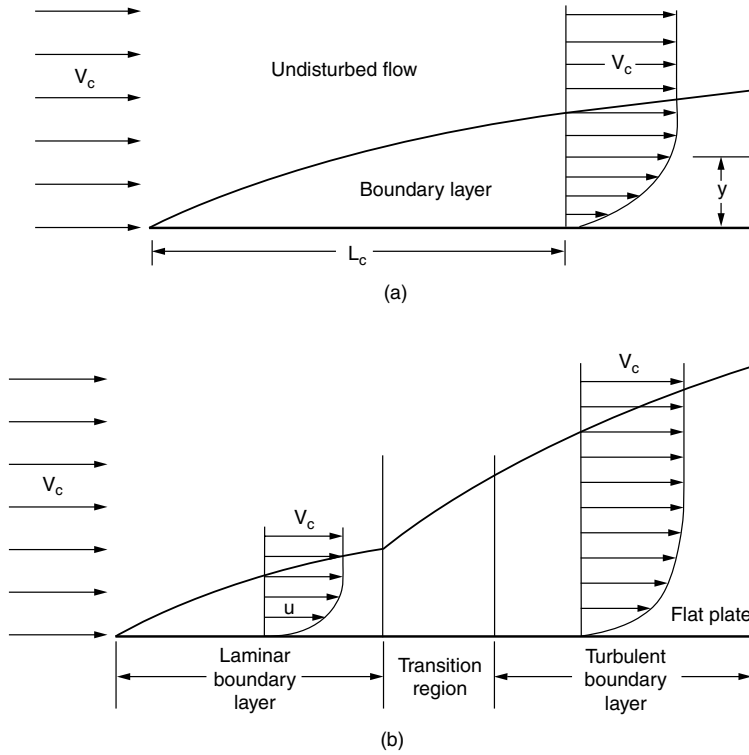 V_c
Undisturbed flow
V_c
Boundary layer
y
L_c
(a)
V_c
V_c
V_c
u
Flat plate
Laminar
boundary
layer
Transition
region
Turbulent
boundary
layer
(b)